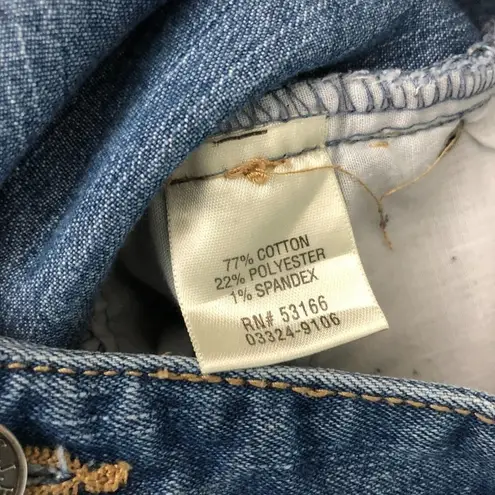 77% COTTON
22% POLYESTER
1% SPANDEX
RN# 53166
03324-9106